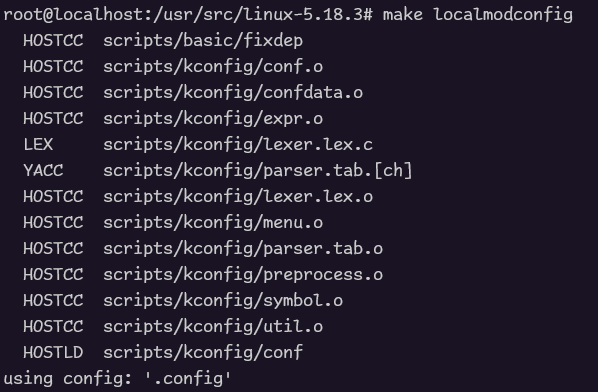 root@localhost:/usr/src/linux-5.18.3# make localmodconfig
  HOSTCC  scripts/basic/fixdep
  HOSTCC  scripts/kconfig/conf.o
  HOSTCC  scripts/kconfig/confdata.o
  HOSTCC  scripts/kconfig/expr.o
  LEX     scripts/kconfig/lexer.lex.c
  YACC    scripts/kconfig/parser.tab.[ch]
  HOSTCC  scripts/kconfig/lexer.lex.o
  HOSTCC  scripts/kconfig/menu.o
  HOSTCC  scripts/kconfig/parser.tab.o
  HOSTCC  scripts/kconfig/preprocess.o
  HOSTCC  scripts/kconfig/symbol.o
  HOSTCC  scripts/kconfig/util.o
  HOSTLD  scripts/kconfig/conf
using config: '.config'